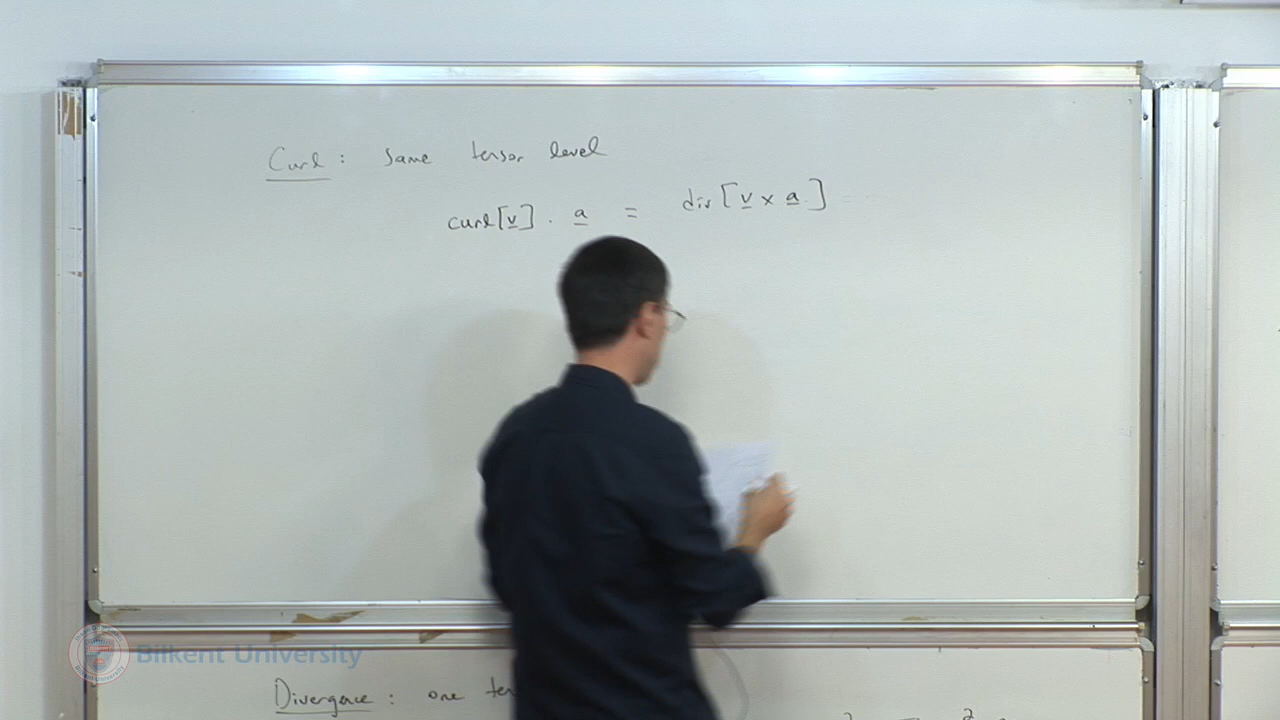 Curl : same tensor level
curl[v] . a = div[v × a]
Bilkent University
Divergence : one